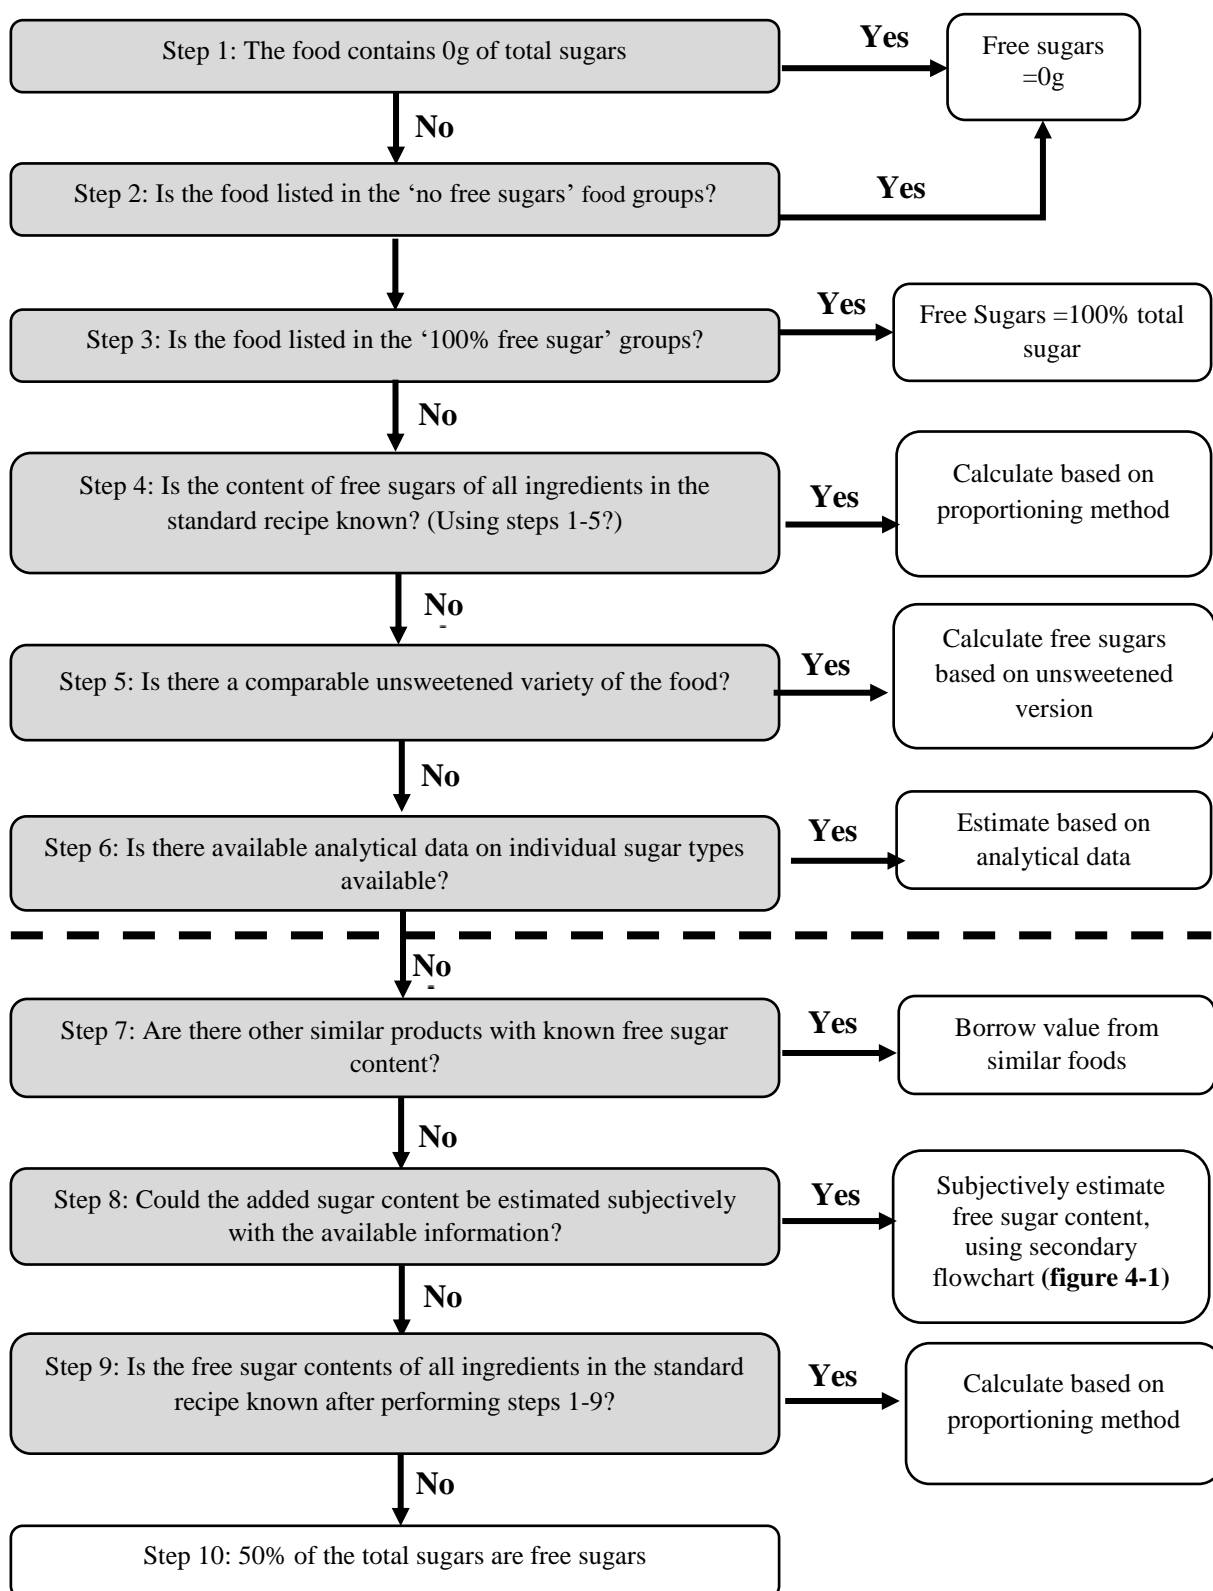 Step 1: The food contains 0g of total sugars
Yes
Free sugars
=0g
No
Step 2: Is the food listed in the ‘no free sugars’ food groups?
Yes
Step 3: Is the food listed in the ‘100% free sugar’ groups?
Yes
Free Sugars =100% total
sugar
No
Step 4: Is the content of free sugars of all ingredients in the
standard recipe known? (Using steps 1-5?)
Yes
Calculate based on
proportioning method
No
Step 5: Is there a comparable unsweetened variety of the food?
Yes
Calculate free sugars
based on unsweetened
version
No
Step 6: Is there available analytical data on individual sugar types
available?
Yes
Estimate based on
analytical data
No
Step 7: Are there other similar products with known free sugar
content?
Yes
Borrow value from
similar foods
No
Step 8: Could the added sugar content be estimated subjectively
with the available information?
Yes
Subjectively estimate
free sugar content,
using secondary
flowchart (figure 4-1)
No
Step 9: Is the free sugar contents of all ingredients in the standard
recipe known after performing steps 1-9?
Yes
Calculate based on
proportioning method
No
Step 10: 50% of the total sugars are free sugars